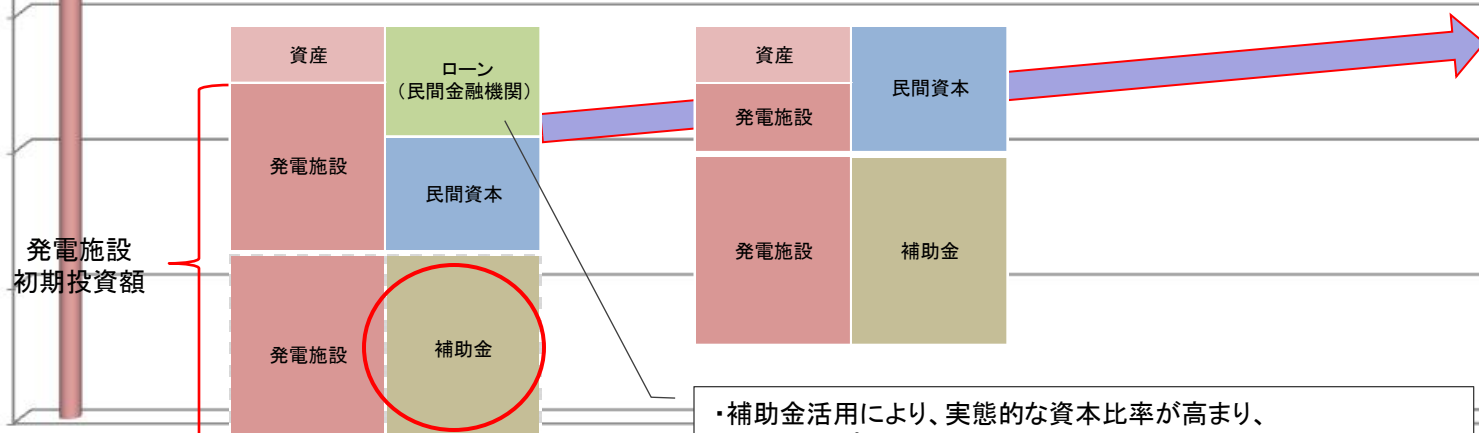 資産
ローン
（民間金融機関）
発電施設
民間資本
発電施設
初期投資額
発電施設
補助金
資産
民間資本
発電施設
発電施設
補助金
・補助金活用により、実態的な資本比率が高まり、